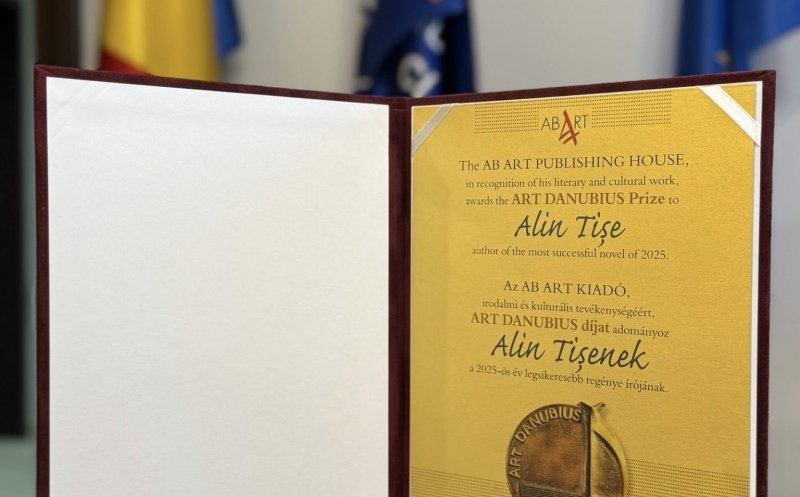 AB ART
The AB ART PUBLISHING HOUSE,
in recognition of his literary and cultural work,
awards the ART DANUBIUS Prize to
Alin Tișe
author of the most successful novel of 2025.
Az AB ART KIADÓ,
irodalmi és kulturális tevékenységéért,
ART DANUBIUS díjat adományoz
Alin Tișenek
a 2025–ös év legsikeresebb regénye írójának.
ART DANUBIUS